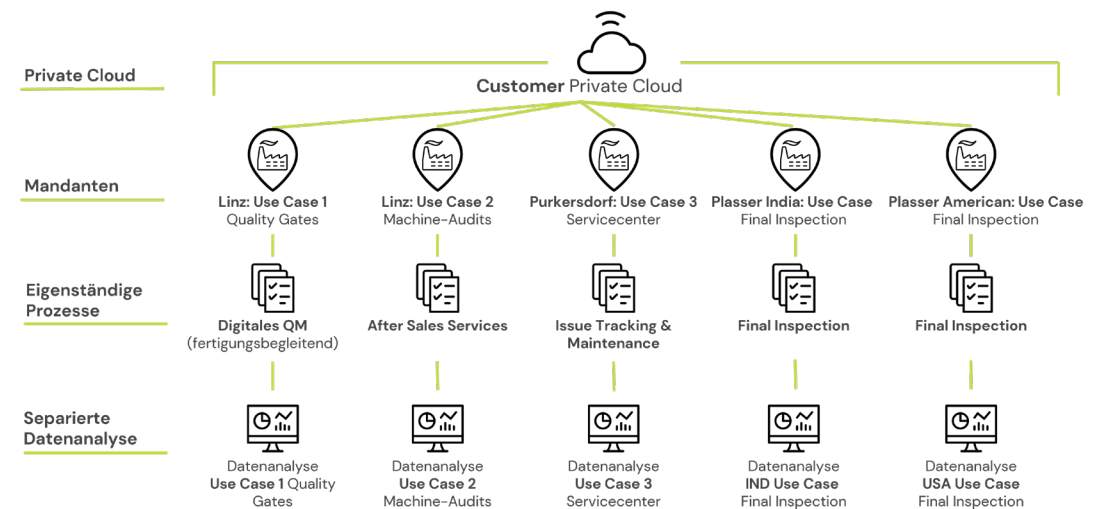 Private Cloud
Customer Private Cloud
Mandanten
Linz: Use Case 1
Quality Gates
Linz: Use Case 2
Machine-Audits
Purkersdorf: Use Case 3
Servicecenter
Plasser India: Use Case
Final Inspection
Plasser American: Use Case
Final Inspection
Eigenständige
Prozesse
Digitales QM
(fertigungsbegleitend)
After Sales Services
Issue Tracking &
Maintenance
Final Inspection
Final Inspection
Separierte
Datenanalyse
Datenanalyse
Use Case 1 Quality
Gates
Datenanalyse
Use Case 2
Machine-Audits
Datenanalyse
Use Case 3
Servicecenter
Datenanalyse
IND Use Case
Final Inspection
Datenanalyse
USA Use Case
Final Inspection